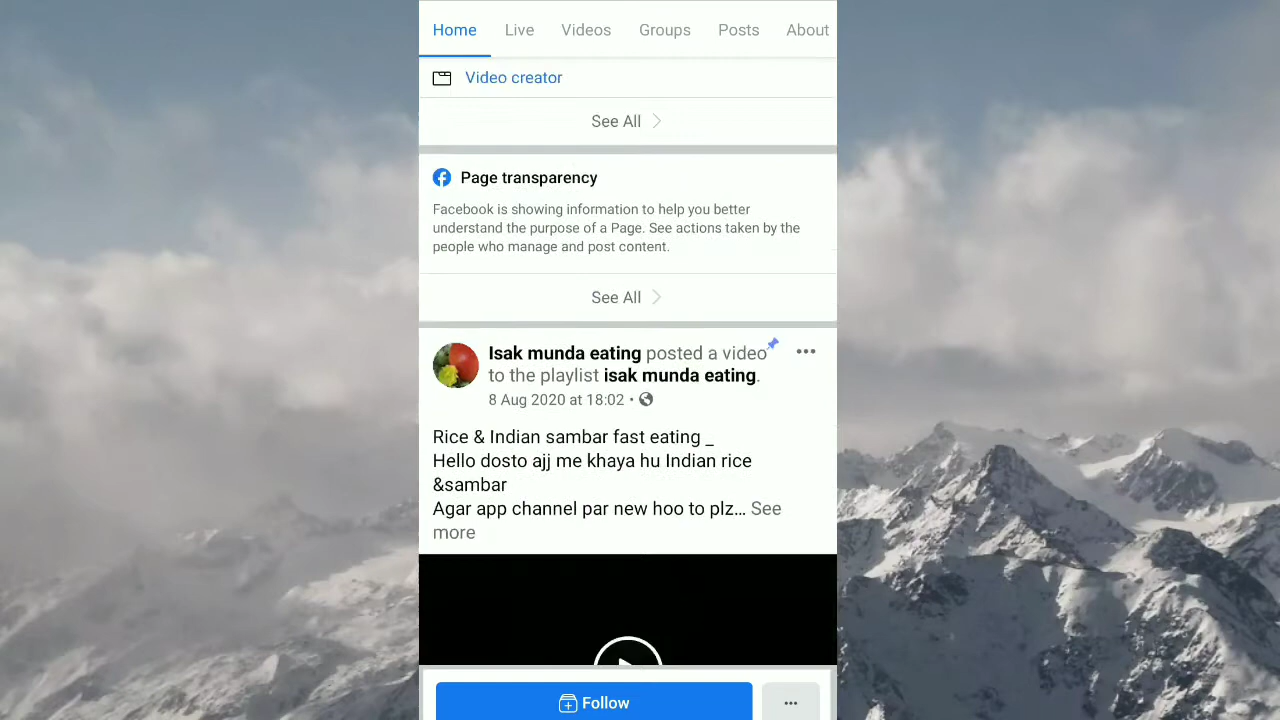 Home Live Videos Groups Posts About
Video creator
See All
Page transparency
Facebook is showing information to help you better
understand the purpose of a Page. See actions taken by the
people who manage and post content.
See All
Isak munda eating posted a video
to the playlist isak munda eating.
8 Aug 2020 at 18:02 •
Rice & Indian sambar fast eating _
Hello dosto ajj me khaya hu Indian rice
&sambar
Agar app channel par new hoo to plz... See
more
Follow